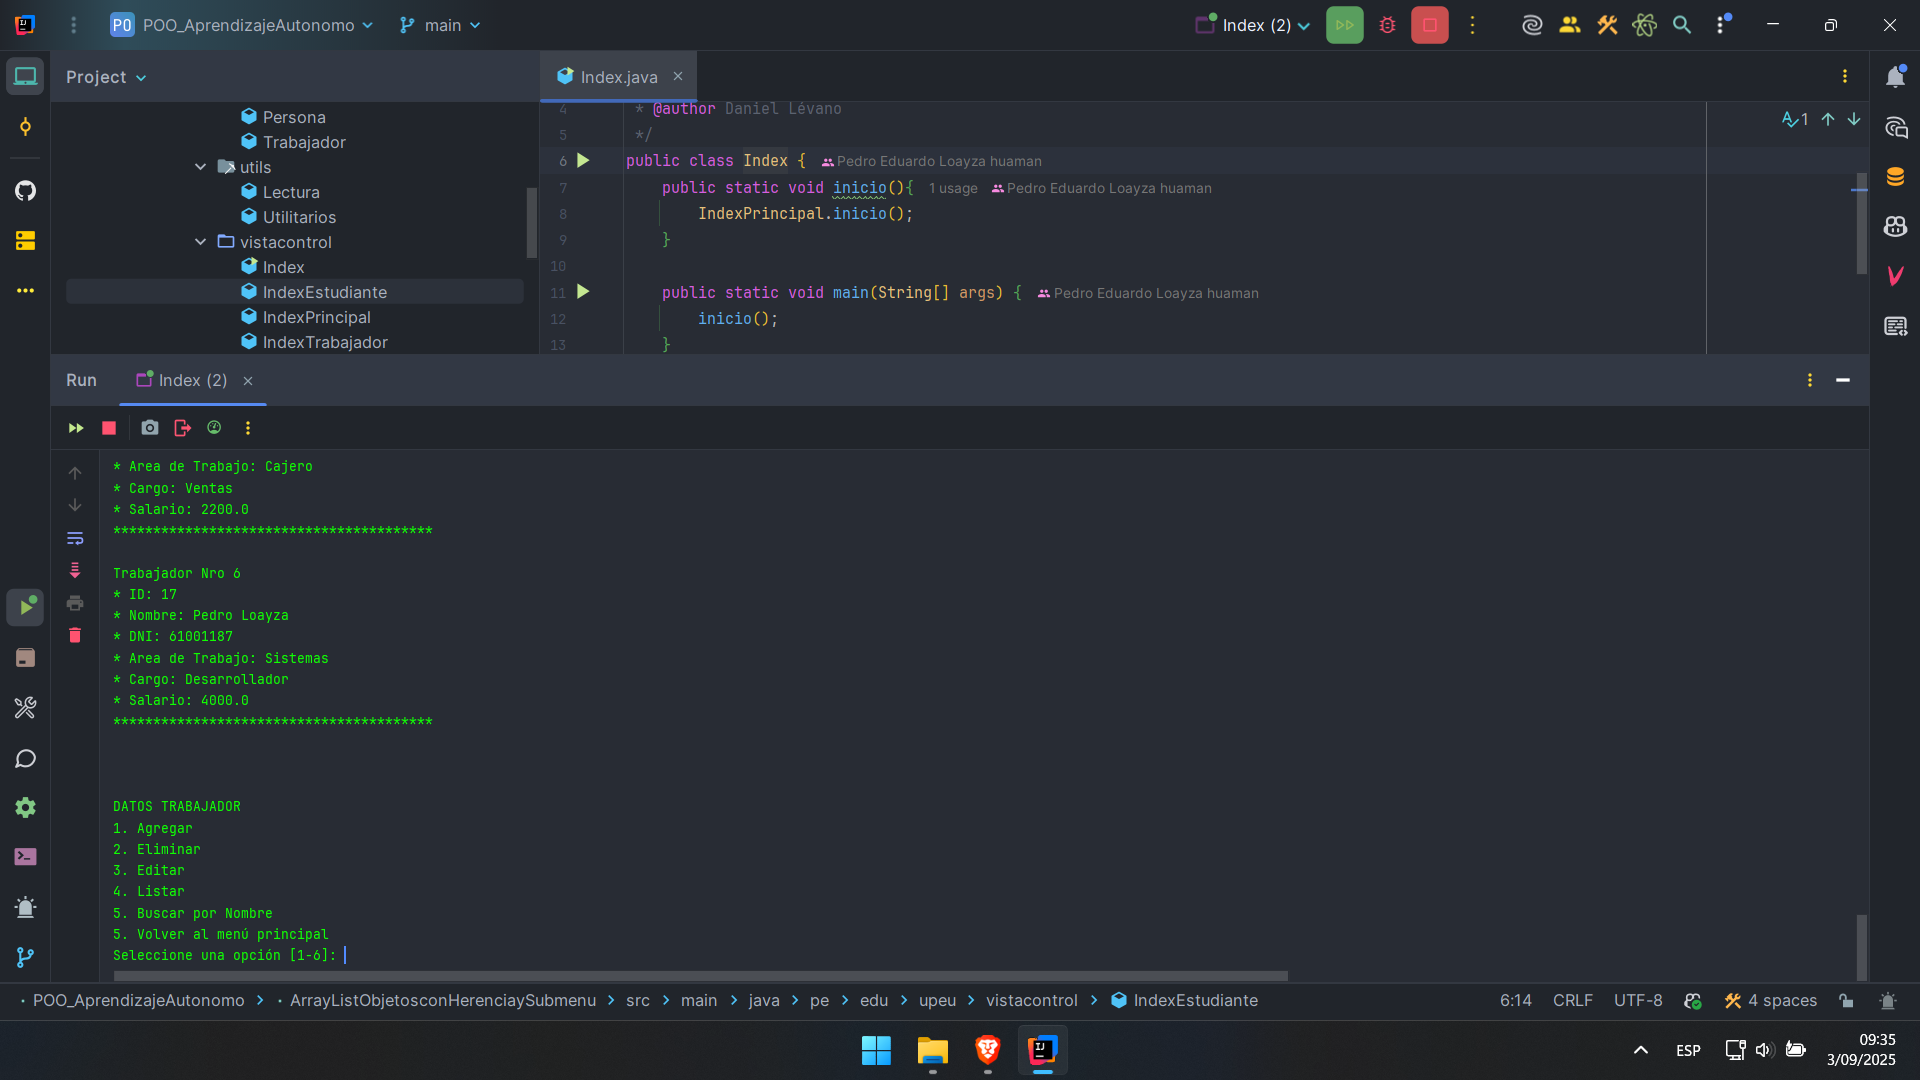 PO POO_AprendizajeAutonomo main Index (2)
Project
Index.java
Persona
Trabajador
utils
Lectura
Utilitarios
vistacontrol
Index
IndexEstudiante
IndexPrincipal
IndexTrabajador
4 * @author Daniel Lévano
5 */
6 public class Index { Pedro Eduardo Loayza huaman
7 public static void inicio(){ 1 usage Pedro Eduardo Loayza huaman
8 IndexPrincipal.inicio();
9 }
10
11 public static void main(String[] args) { Pedro Eduardo Loayza huaman
12 inicio();
13 }
1
Run Index (2)
* Area de Trabajo: Cajero
* Cargo: Ventas
* Salario: 2200.0
****************************************
Trabajador Nro 6
* ID: 17
* Nombre: Pedro Loayza
* DNI: 61001187
* Area de Trabajo: Sistemas
* Cargo: Desarrollador
* Salario: 4000.0
****************************************
DATOS TRABAJADOR
1. Agregar
2. Eliminar
3. Editar
4. Listar
5. Buscar por Nombre
5. Volver al menú principal
Seleccione una opción [1-6]:
POO_AprendizajeAutonomo > ArrayListObjetosconHerenciaySubmenu > src > main > java > pe > edu > upeu > vistacontrol > IndexEstudiante 6:14 CRLF UTF-8 4 spaces
ESP
09:35
3/09/2025